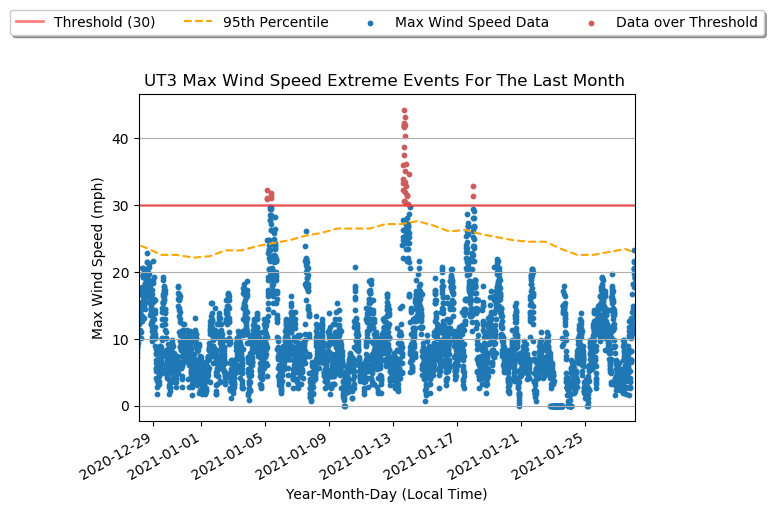 Threshold (30) 95th Percentile Max Wind Speed Data Data over Threshold
UT3 Max Wind Speed Extreme Events For The Last Month
Max Wind Speed (mph)
40
30
20
10
0
2020-12-29 2021-01-01 2021-01-05 2021-01-09 2021-01-13 2021-01-17 2021-01-21 2021-01-25
Year-Month-Day (Local Time)